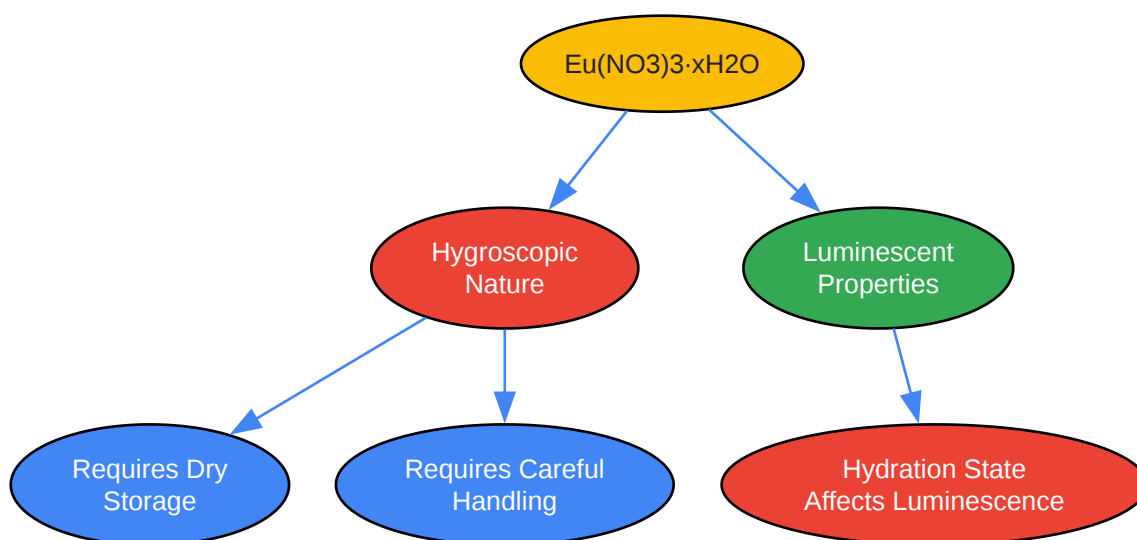 Eu(NO3)3·xH2O
Hygroscopic
Nature
Luminescent
Properties
Requires Dry
Storage
Requires Careful
Handling
Hydration State
Affects Luminescence